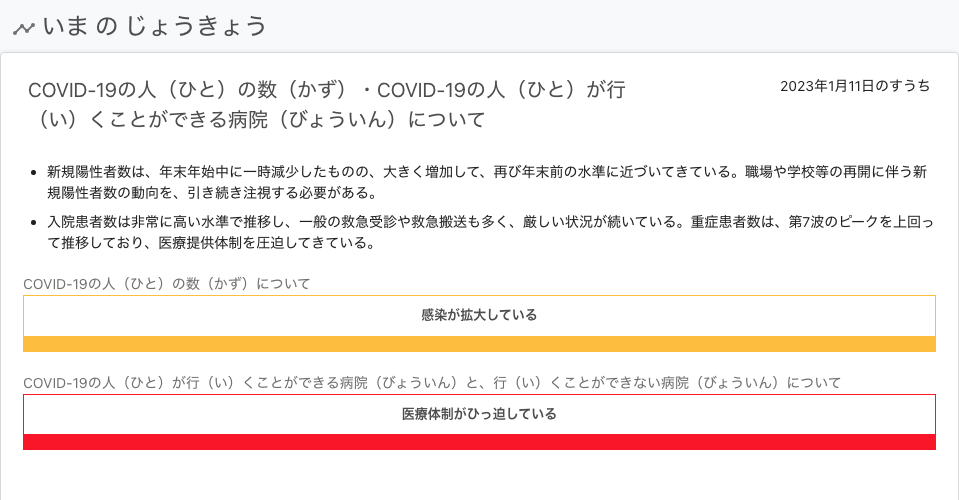 いま の じょうきょう
COVID-19の人（ひと）の数（かず）・COVID-19の人（ひと）が行
（い）くことができる病院（びょういん）について
2023年1月11日のすうち
新規陽性者数は、年末年始中に一時減少したものの、大きく増加して、再び年末前の水準に近づいてきている。職場や学校等の再開に伴う新
規陽性者数の動向を、引き続き注視する必要がある。
入院患者数は非常に高い水準で推移し、一般の救急受診や救急搬送も多く、厳しい状況が続いている。重症患者数は、第7波のピークを上回っ
て推移しており、医療提供体制を圧迫してきている。
COVID-19の人（ひと）の数（かず）について
感染が拡大している
COVID-19の人（ひと）が行（い）くことができる病院（びょういん）と、行（い）くことができない病院（びょういん）について
医療体制がひっ迫している